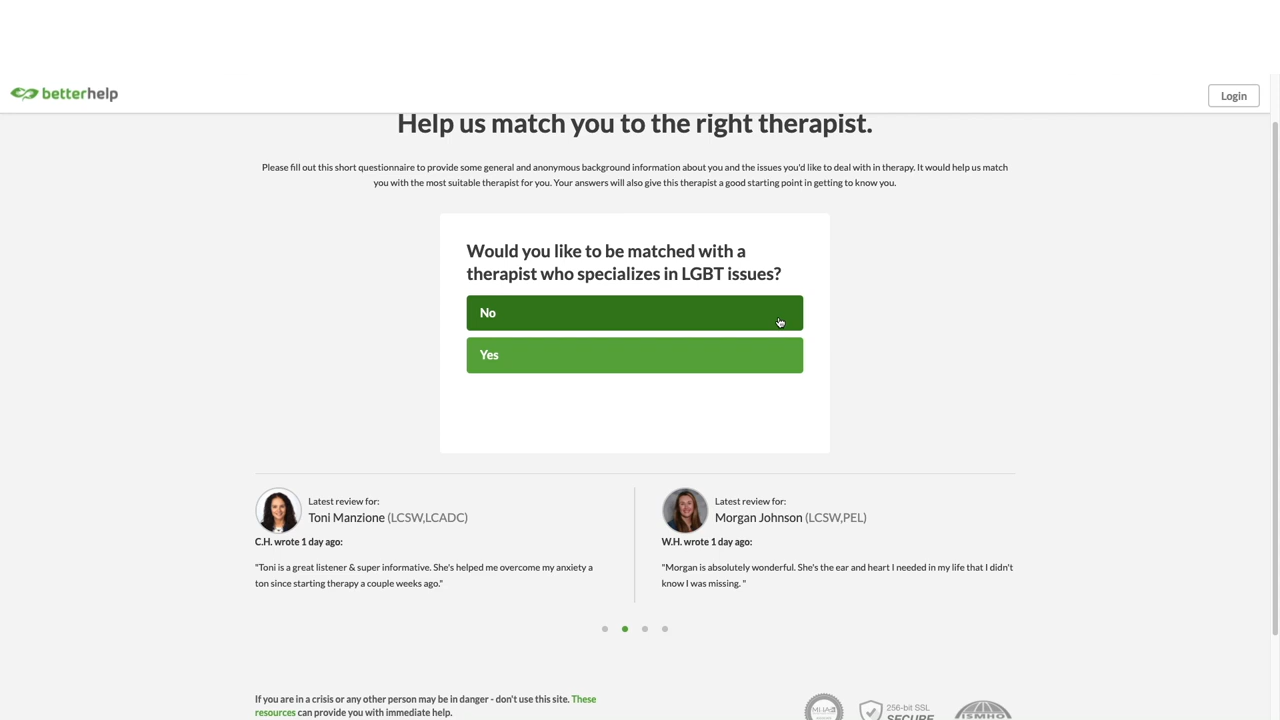 betterhelp
Login
Help us match you to the right therapist.
Please fill out this short questionnaire to provide some general and anonymous background information about you and the issues you'd like to deal with in therapy. It would help us match
you with the most suitable therapist for you. Your answers will also give this therapist a good starting point in getting to know you.
Would you like to be matched with a
therapist who specializes in LGBT issues?
No
Yes
Latest review for:
Toni Manzione (LCSW,LCADC)
C.H. wrote 1 day ago:
"Toni is a great listener & super informative. She's helped me overcome my anxiety a
ton since starting therapy a couple weeks ago."
Latest review for:
Morgan Johnson (LCSW,PEL)
W.H. wrote 1 day ago:
"Morgan is absolutely wonderful. She's the ear and heart I needed in my life that I didn't
know I was missing. "
If you are in a crisis or any other person may be in danger - don't use this site. These
resources can provide you with immediate help.
256-bit SSL
SECURE
ISMHO